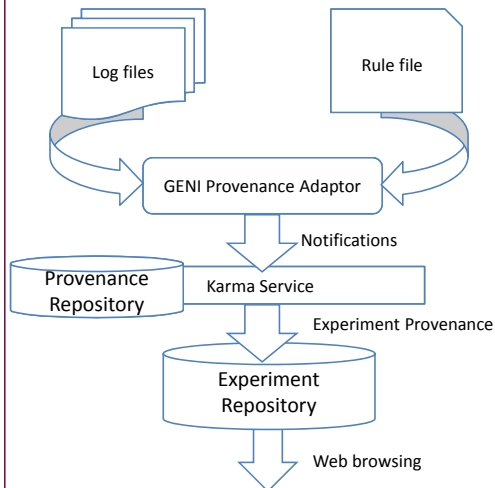 Log files
Rule file
GENI Provenance Adaptor
Notifications
Provenance
Repository
Karma Service
Experiment Provenance
Experiment
Repository
Web browsing